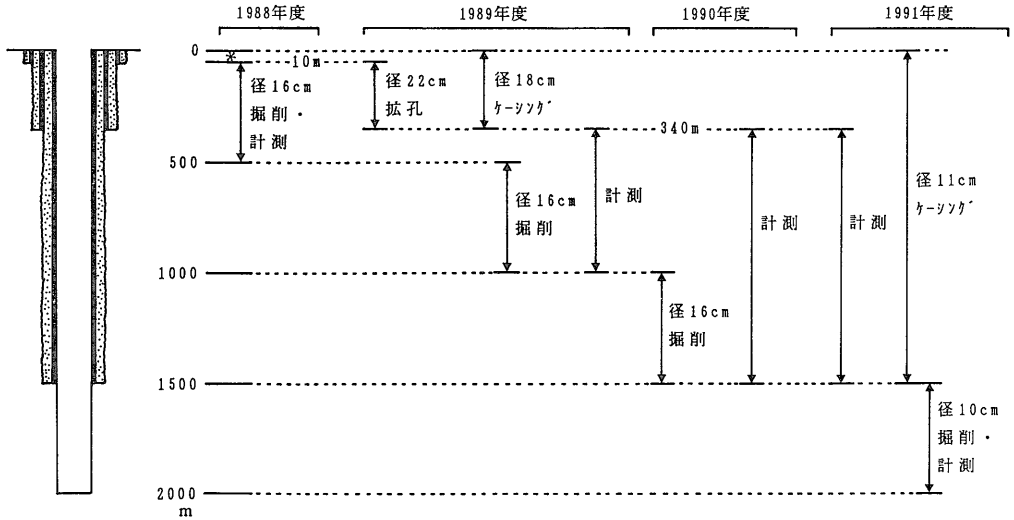 1988年度
1989年度
1990年度
1991年度
0
*
10m
径16cm
掘削・
計測
径22cm
拡孔
径18cm
ｹｰｼﾝｸﾞ
340m
500
径16cm
掘削
計測
計測
計測
径11cm
ｹｰｼﾝｸﾞ
1000
径16cm
掘削
1500
径10cm
掘削・
計測
2000
m